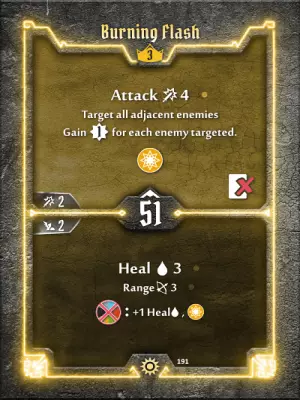 Burning Flash
3
Attack 4
Target all adjacent enemies
Gain 1 for each enemy targeted.
2
51
2
Heal 3
Range 3
: +1 Heal ,
191